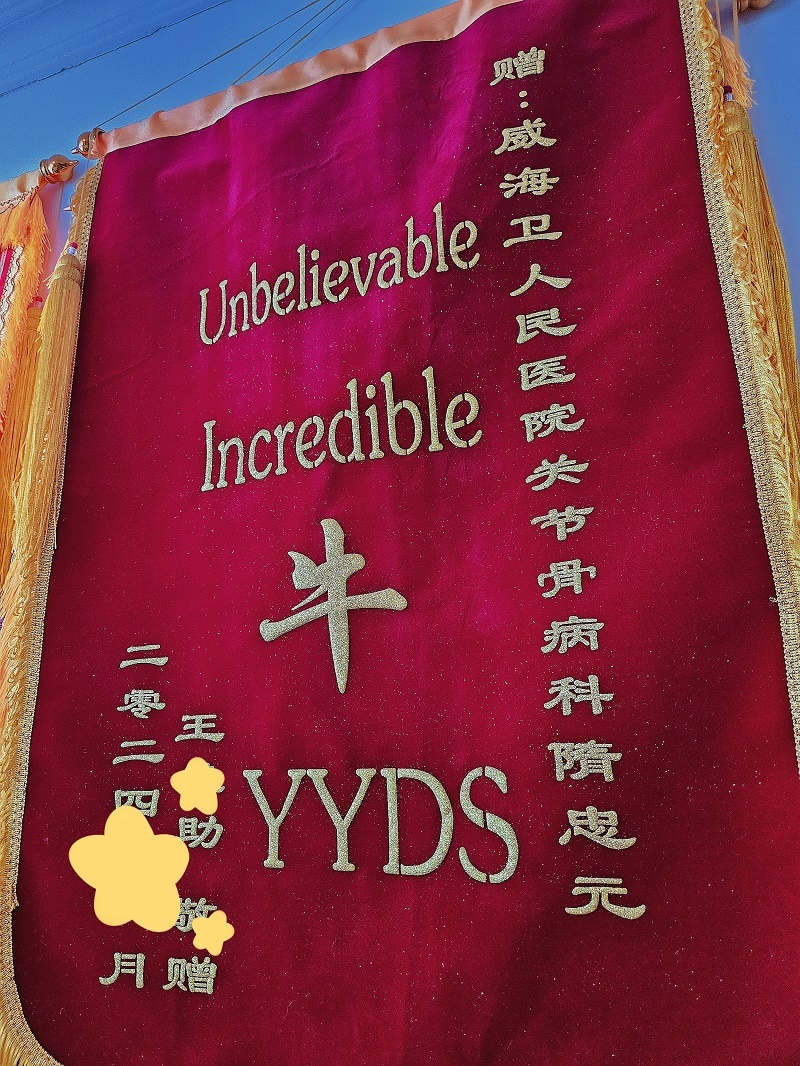 赠:威海卫人民医院关节骨病科隋忠元
Unbelievable
Incredible
牛
YYDS
王 助 敬赠
二零二四 月